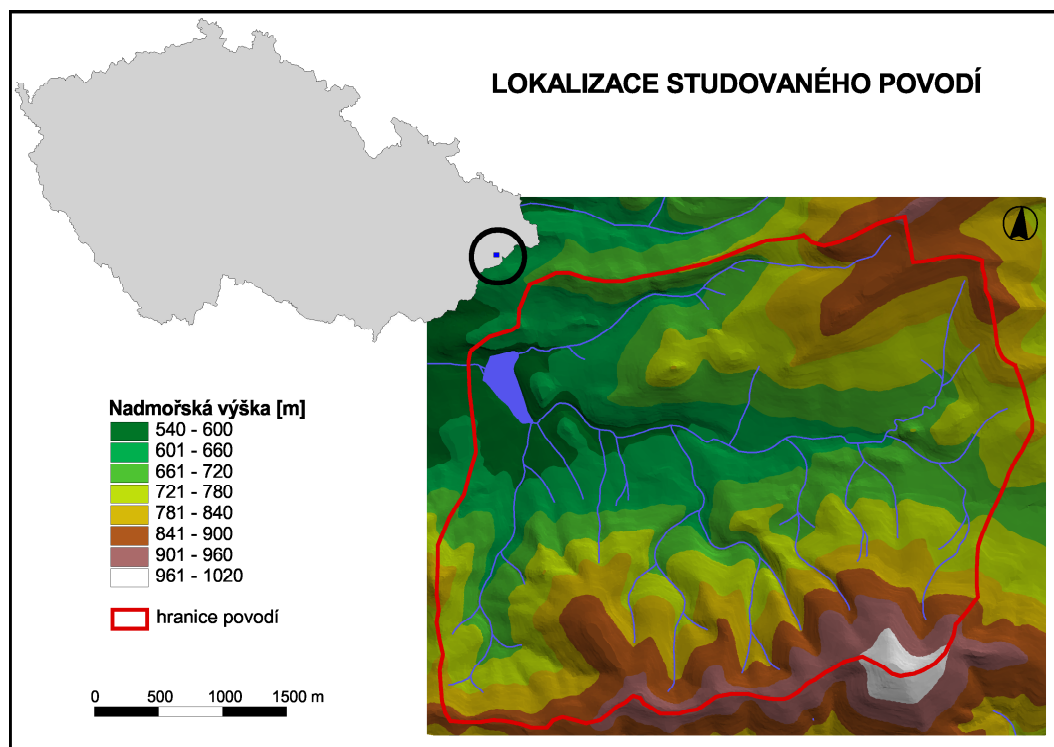 LOKALIZACE STUDOVANÉHO POVODÍ
Nadmořská výška [m]
540 - 600
601 - 660
661 - 720
721 - 780
781 - 840
841 - 900
901 - 960
961 - 1020
hranice povodí
0 500 1000 1500 m